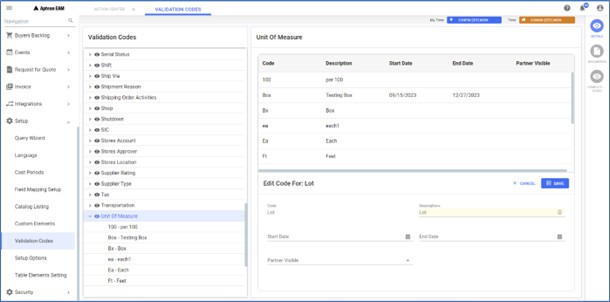 Aptean EAM
ACTION CENTER
VALIDATION CODES
Navigation
My Time:
Time:
Buyers Backlog
Events
Request for Quote
Invoice
Integrations
Setup
Query Wizard
Language
Cost Periods
Field Mapping Setup
Catalog Listing
Custom Elements
Validation Codes
Setup Options
Table Elements Setting
Security
Validation Codes
Serial Status
Shift
Ship Via
Shipment Reason
Shipping Order Activities
Shop
Shutdown
SIC
Stores Account
Stores Approver
Stores Location
Supplier Rating
Supplier Type
Tax
Transportation
Unit Of Measure
100 - per 100
Boa - Testing Box
Bx - Box
ea - each1
Ea - Each
Ft - Feet
Unit Of Measure
Code Description Start Date End Date Partner Visible
100 per 100
Boa Testing Box 09/15/2023 12/27/2023
Bx Box
ea each1
Ea Each
Ft Feet
Edit Code For: Lot
CANCEL
SAVE
Code
Lot
Description
Lot
Start Date
End Date
Partner Visible
DETAILS